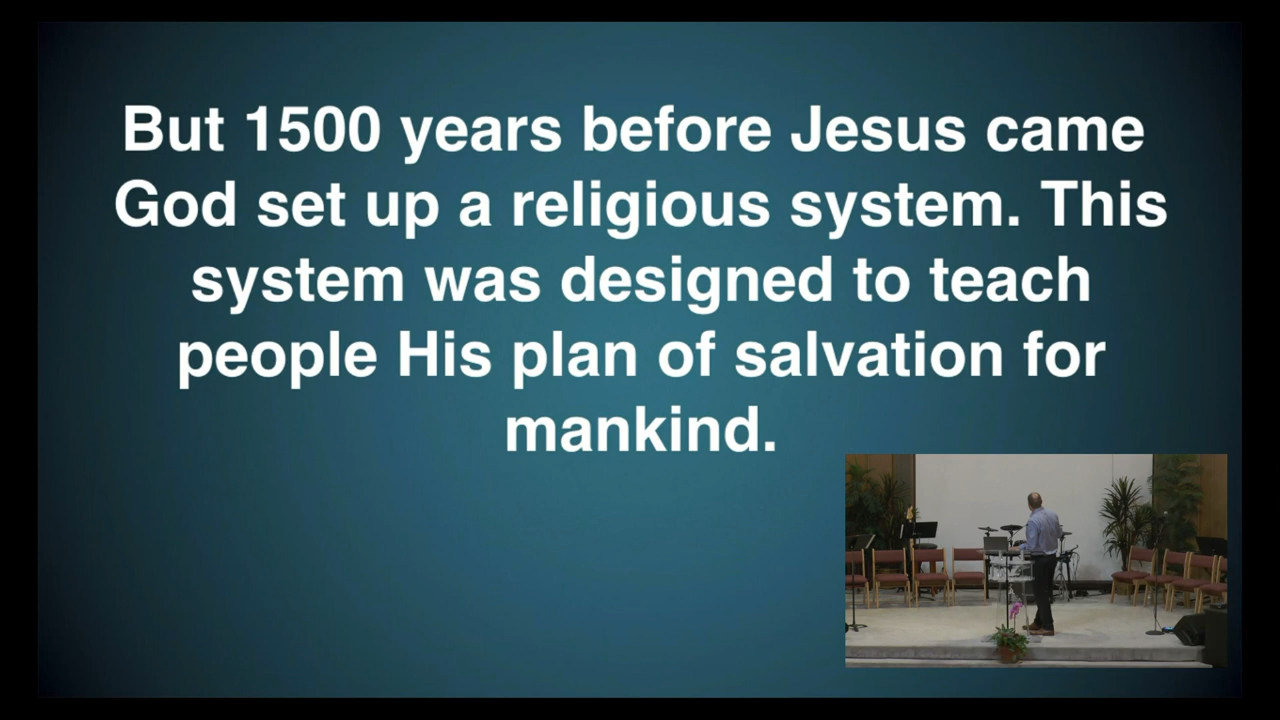 But 1500 years before Jesus came
God set up a religious system. This
system was designed to teach
people His plan of salvation for
mankind.